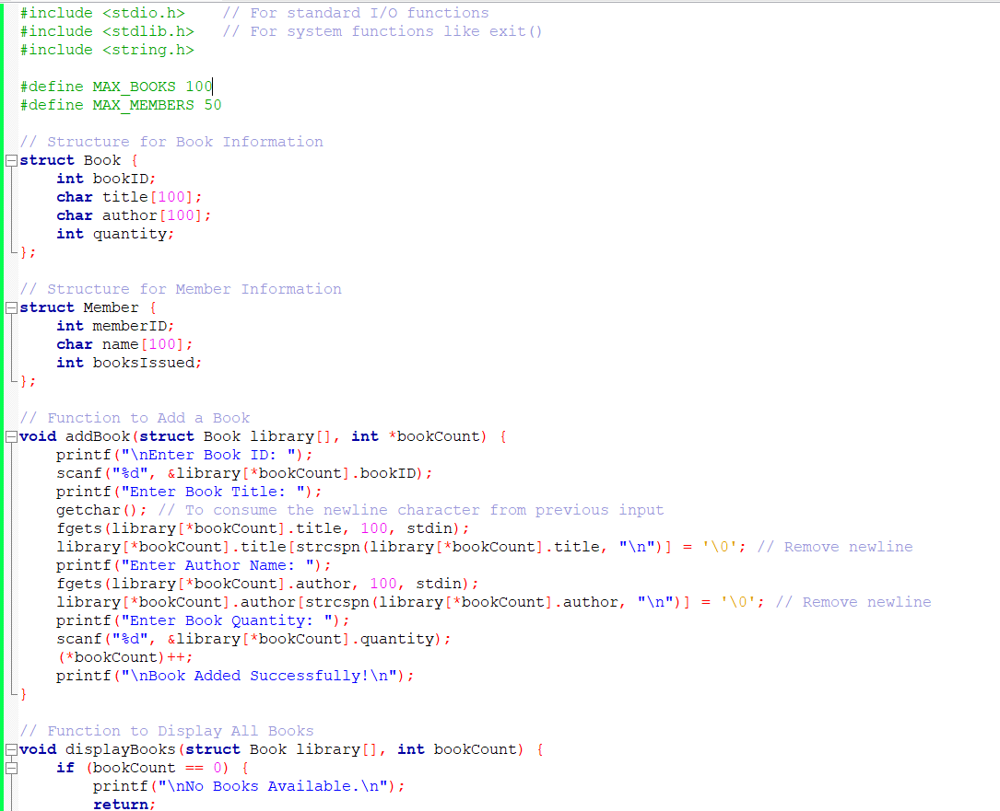 #include <stdio.h>    // For standard I/O functions
#include <stdlib.h>   // For system functions like exit()
#include <string.h>

#define MAX_BOOKS 100
#define MAX_MEMBERS 50

// Structure for Book Information
struct Book {
    int bookID;
    char title[100];
    char author[100];
    int quantity;
};

// Structure for Member Information
struct Member {
    int memberID;
    char name[100];
    int booksIssued;
};

// Function to Add a Book
void addBook(struct Book library[], int *bookCount) {
    printf("\nEnter Book ID: ");
    scanf("%d", &library[*bookCount].bookID);
    printf("Enter Book Title: ");
    getchar(); // To consume the newline character from previous input
    fgets(library[*bookCount].title, 100, stdin);
    library[*bookCount].title[strcspn(library[*bookCount].title, "\n")] = '\0'; // Remove newline
    printf("Enter Author Name: ");
    fgets(library[*bookCount].author, 100, stdin);
    library[*bookCount].author[strcspn(library[*bookCount].author, "\n")] = '\0'; // Remove newline
    printf("Enter Book Quantity: ");
    scanf("%d", &library[*bookCount].quantity);
    (*bookCount)++;
    printf("\nBook Added Successfully!\n");
}

// Function to Display All Books
void displayBooks(struct Book library[], int bookCount) {
    if (bookCount == 0) {
        printf("\nNo Books Available.\n");
        return;